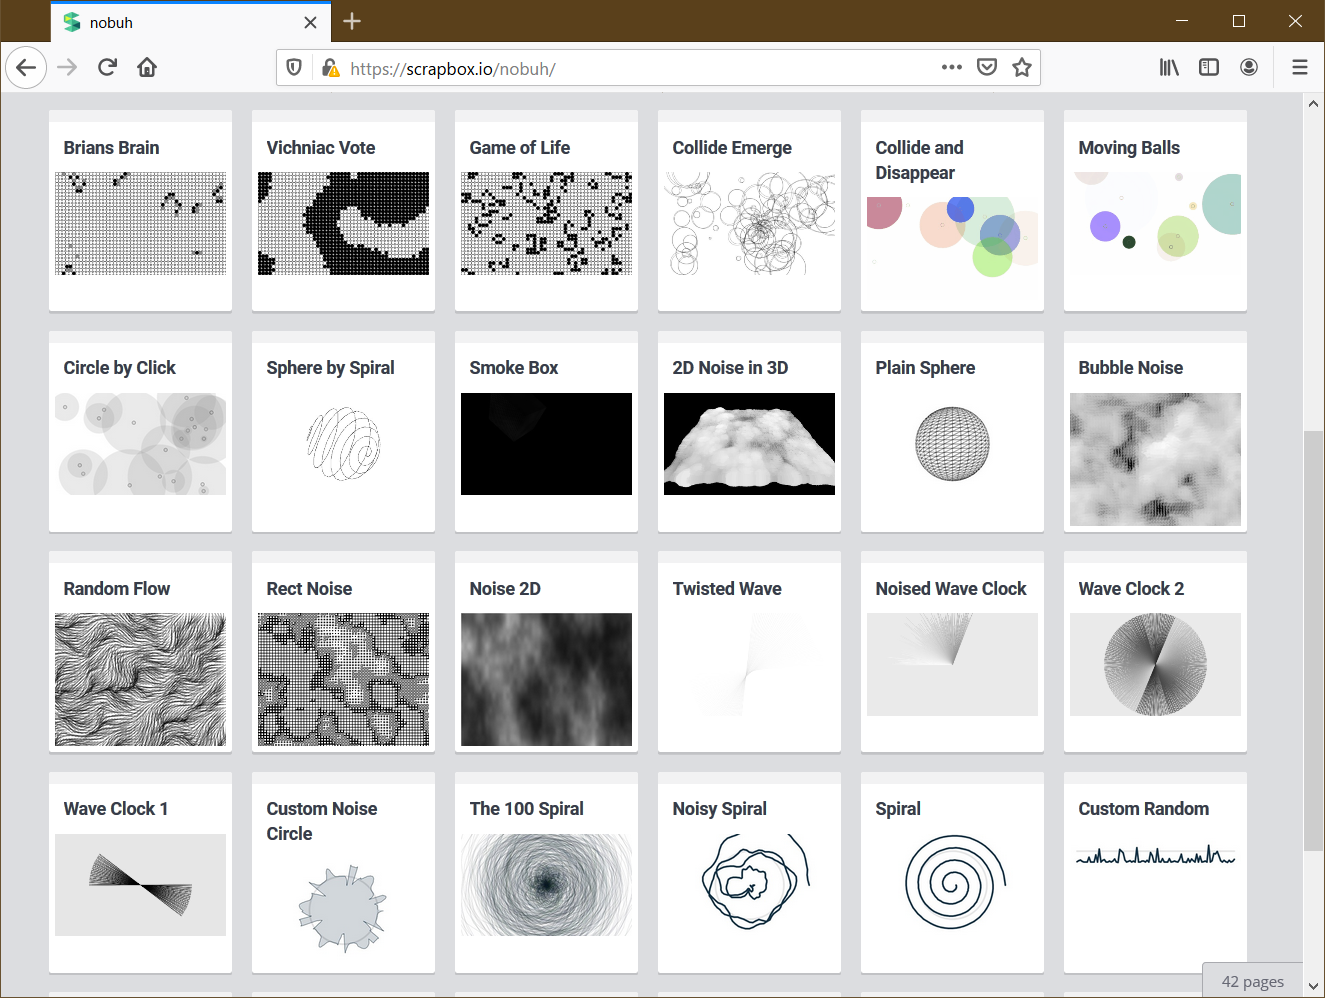 nobuh
https://scrapbox.io/nobuh/
Brians Brain
Vichniac Vote
Game of Life
Collide Emerge
Collide and
Disappear
Moving Balls
Circle by Click
Sphere by Spiral
Smoke Box
2D Noise in 3D
Plain Sphere
Bubble Noise
Random Flow
Rect Noise
Noise 2D
Twisted Wave
Noised Wave Clock
Wave Clock 2
Wave Clock 1
Custom Noise
Circle
The 100 Spiral
Noisy Spiral
Spiral
Custom Random
42 pages